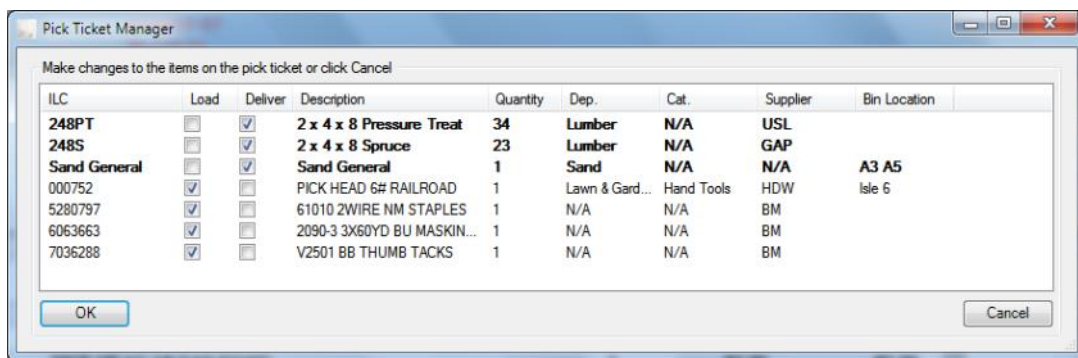 Pick Ticket Manager
Make changes to the items on the pick ticket or click Cancel
ILC Load Deliver Description Quantity Dep. Cat. Supplier Bin Location
248PT 2 x 4 x 8 Pressure Treat 34 Lumber N/A USL
248S 2 x 4 x 8 Spruce 23 Lumber N/A GAP
Sand General Sand General 1 Sand N/A N/A A3 A5
000752 PICK HEAD 6# RAILROAD 1 Lawn & Gard... Hand Tools HDW Isle 6
5280797 61010 2WIRE NM STAPLES 1 N/A N/A BM
6063663 2090-3 3X60YD BU MASKIN... 1 N/A N/A BM
7036288 V2501 BB THUMB TACKS 1 N/A N/A BM
OK Cancel